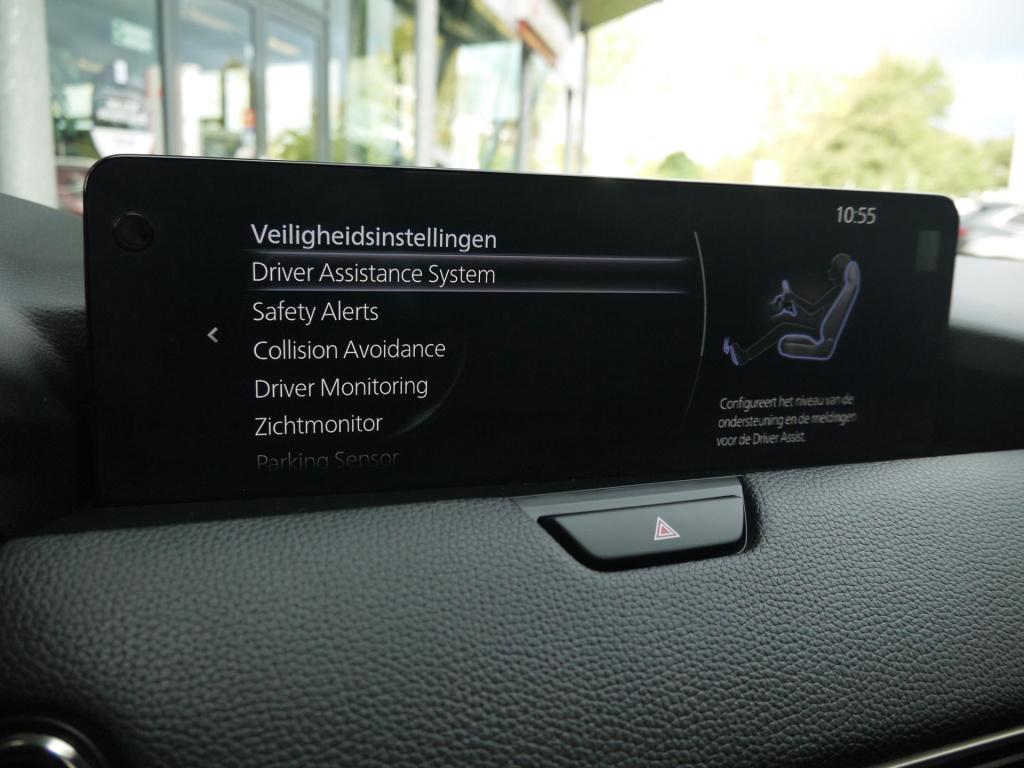 10:55
Veiligheidsinstellingen
Driver Assistance System
Safety Alerts
Collision Avoidance
Driver Monitoring
Zichtmonitor
Parking Sensor
Configureert het niveau van de
ondersteuning en de meldingen
voor de Driver Assist.